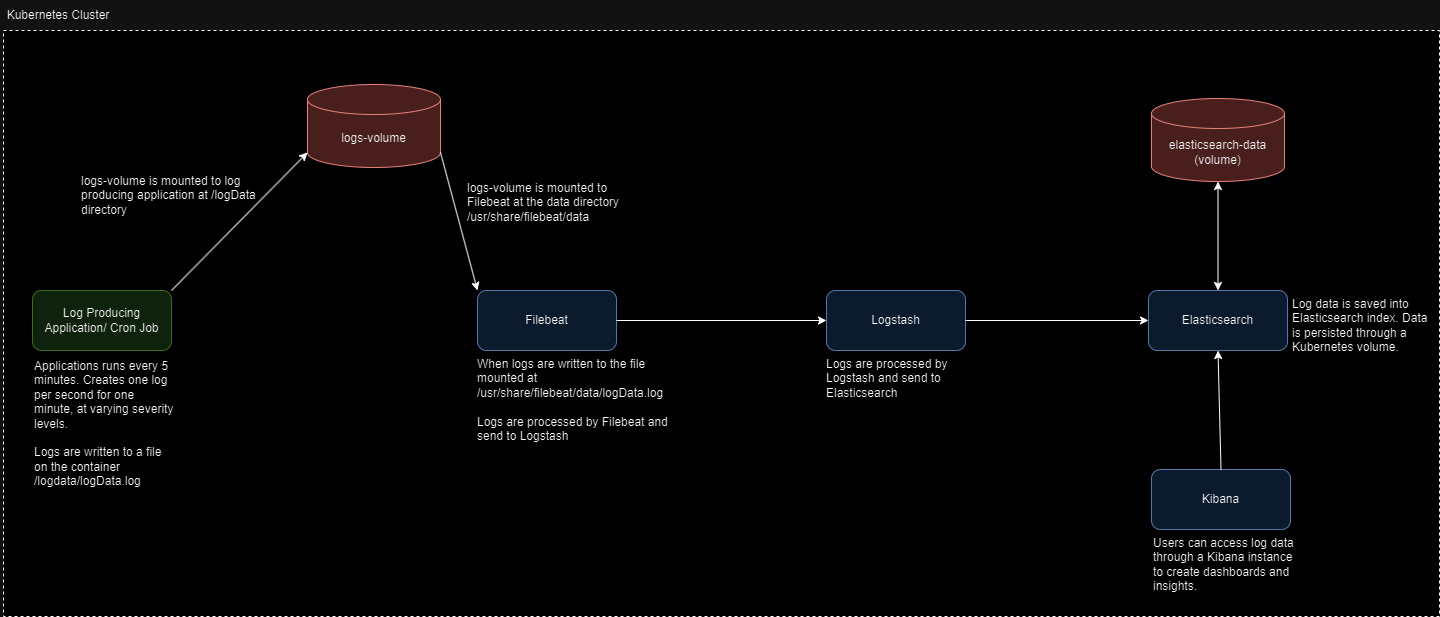 Kubernetes Cluster
logs-volume
elasticsearch-data
(volume)
logs-volume is mounted to log
producing application at /logData
directory
logs-volume is mounted to
Filebeat at the data directory
/usr/share/filebeat/data
Log Producing
Application/ Cron Job
Filebeat
Logstash
Elasticsearch
Log data is saved into
Elasticsearch index. Data
is persisted through a
Kubernetes volume.
Applications runs every 5
minutes. Creates one log
per second for one
minute, at varying severity
levels.
Logs are written to a file
on the container
/logdata/logData.log
When logs are written to the file
mounted at
/usr/share/filebeat/data/logData.log
Logs are processed by Filebeat and
send to Logstash
Logs are processed by
Logstash and send to
Elasticsearch
Kibana
Users can access log data
through a Kibana instance
to create dashboards and
insights.